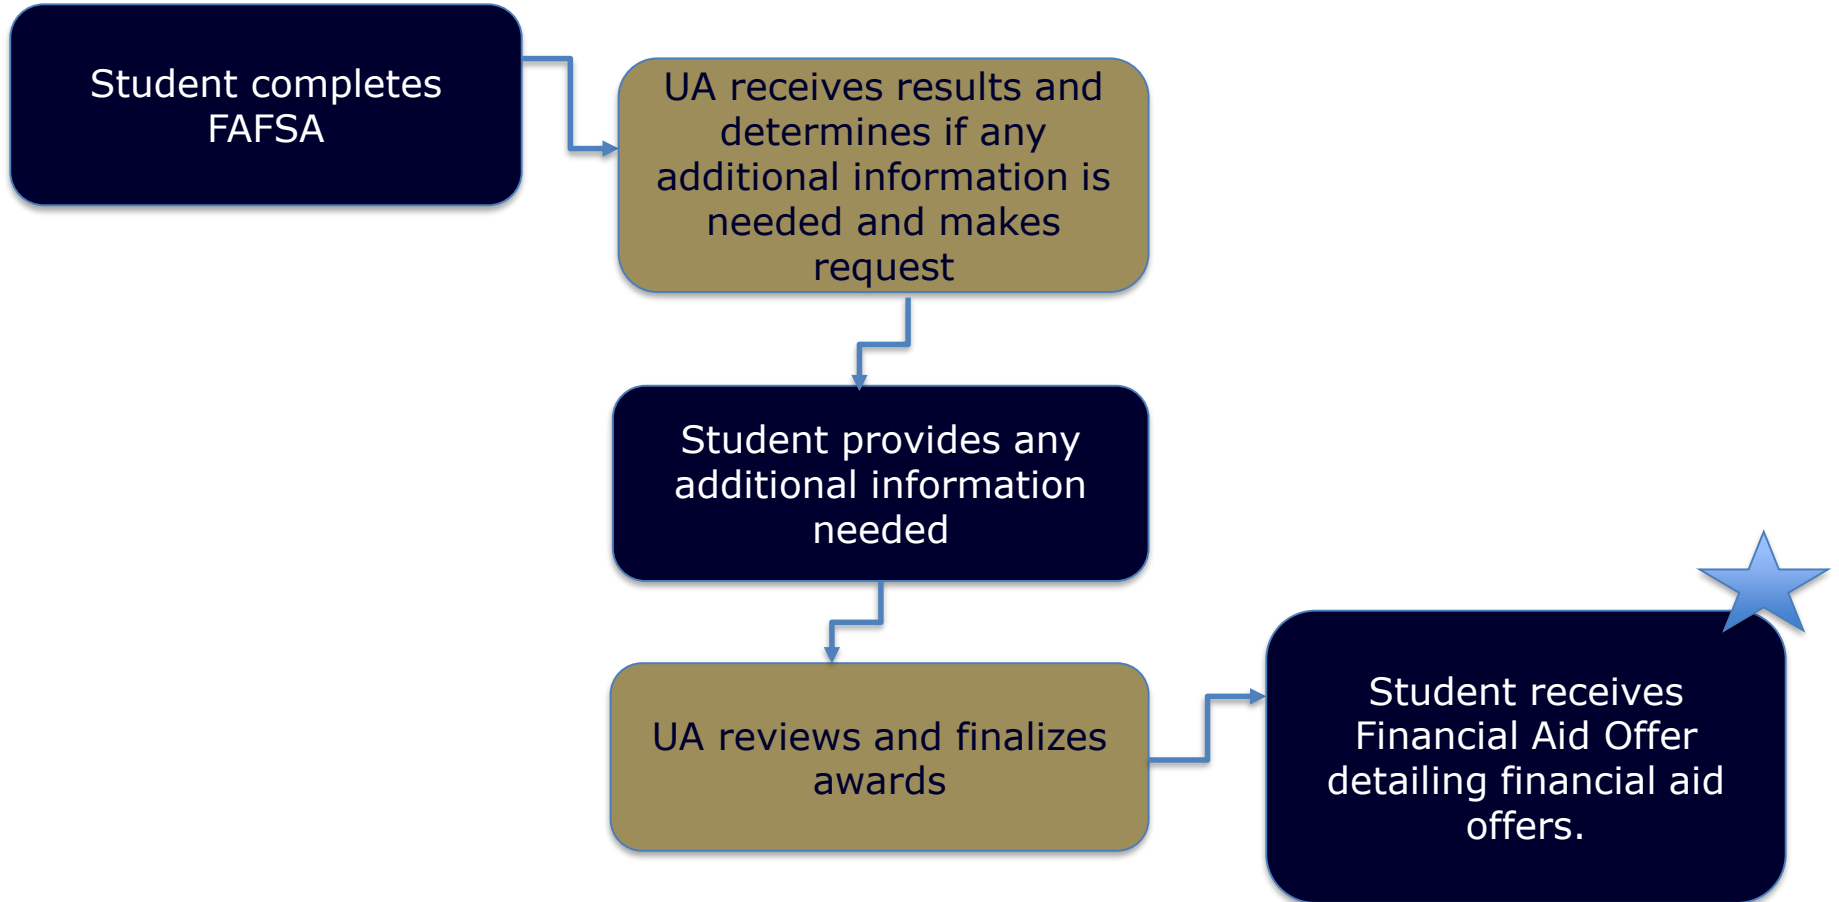 Student completes
FAFSA
UA receives results and
determines if any
additional information is
needed and makes
request
Student provides any
additional information
needed
UA reviews and finalizes
awards
Student receives
Financial Aid Offer
detailing financial aid
offers.